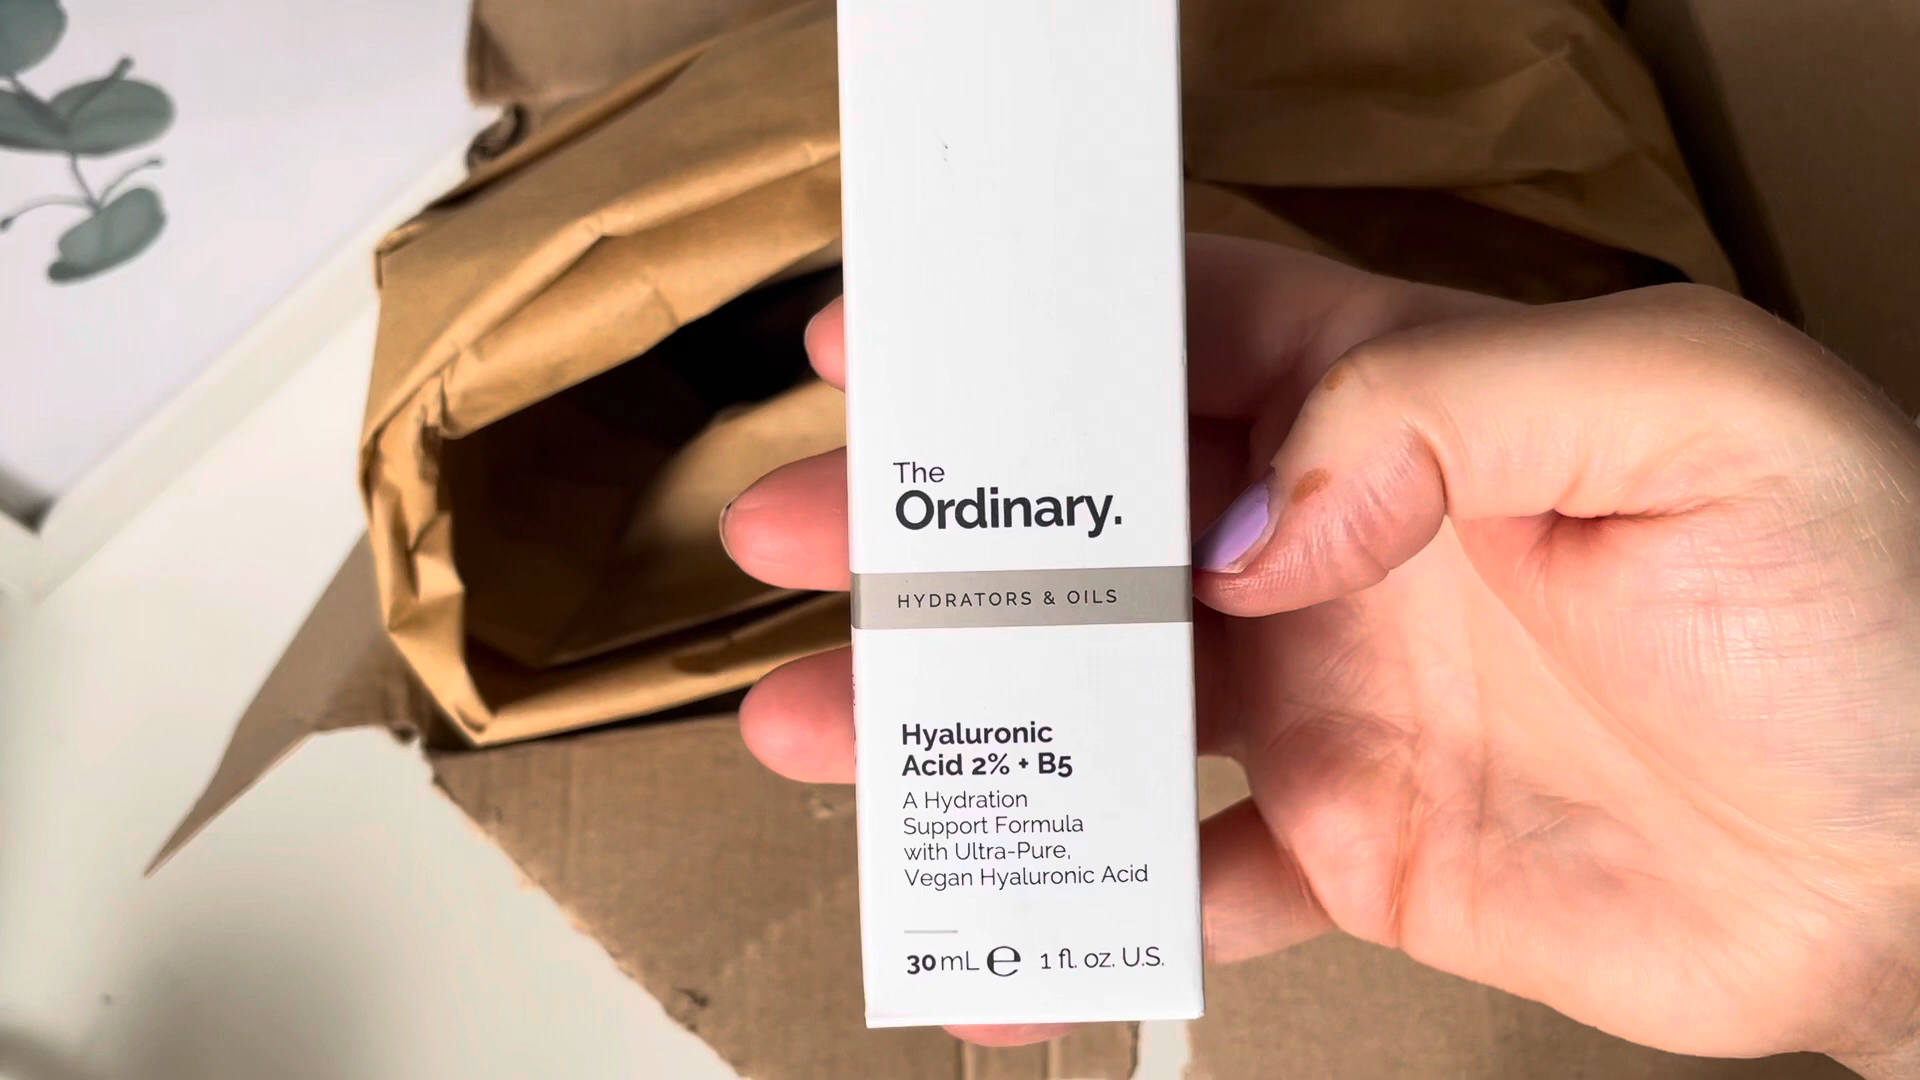 The
Ordinary.
HYDRATORS & OILS
Hyaluronic
Acid 2% + B5
A Hydration
Support Formula
with Ultra-Pure,
Vegan Hyaluronic Acid
30 mL ℮ 1 fl. oz. U.S.